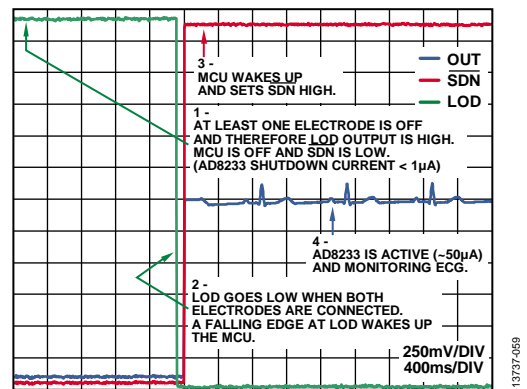 OUT
SDN
LOD
3 -
MCU WAKES UP
AND SETS SDN HIGH.
1 -
AT LEAST ONE ELECTRODE IS OFF
AND THEREFORE LOD OUTPUT IS HIGH.
MCU IS OFF AND SDN IS LOW.
(AD8233 SHUTDOWN CURRENT < 1µA)
4 -
AD8233 IS ACTIVE (~50µA)
AND MONITORING ECG.
2 -
LOD GOES LOW WHEN BOTH
ELECTRODES ARE CONNECTED.
A FALLING EDGE AT LOD WAKES UP
THE MCU.
250mV/DIV
400ms/DIV
13737-059